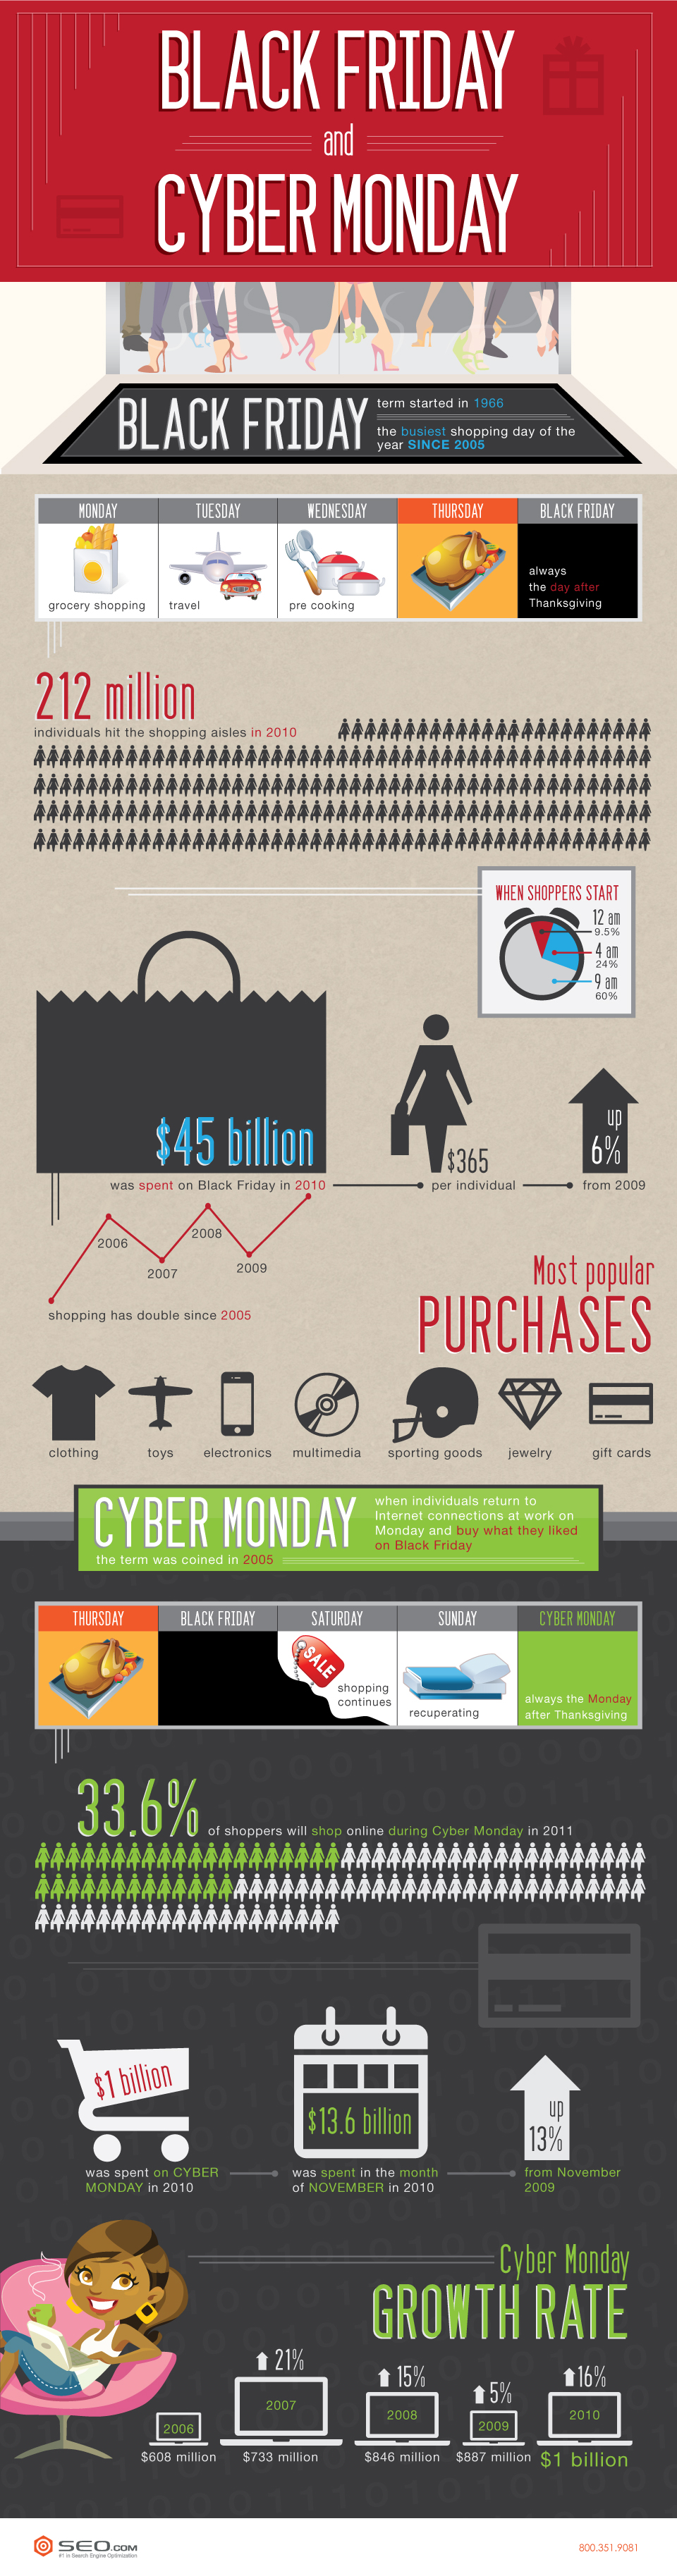 BLACK FRIDAY
and
CYBER MONDAY
BLACK FRIDAY
term started in 1966
the busiest shopping day of the
year SINCE 2005
MONDAY
TUESDAY
WEDNESDAY
THURSDAY
BLACK FRIDAY
grocery shopping
travel
pre cooking
always
the day after
Thanksgiving
212 million
individuals hit the shopping aisles in 2010
WHEN SHOPPERS START
12 am
9.5%
4 am
24%
9 am
60%
$45 billion
was spent on Black Friday in 2010
$365
per individual
up
6%
from 2009
2006
2007
2008
2009
shopping has double since 2005
Most popular
PURCHASES
clothing
toys
electronics
multimedia
sporting goods
jewelry
gift cards
CYBER MONDAY
the term was coined in 2005
when individuals return to
Internet connections at work on
Monday and buy what they liked
on Black Friday
THURSDAY
BLACK FRIDAY
SATURDAY
SUNDAY
CYBER MONDAY
SALE
shopping
continues
recuperating
always the Monday
after Thanksgiving
33.6%
of shoppers will shop online during Cyber Monday in 2011
$1 billion
was spent on CYBER
MONDAY in 2010
$13.6 billion
was spent in the month
of NOVEMBER in 2010
up
13%
from November
2009
Cyber Monday
GROWTH RATE
2006
$608 million
21%
2007
$733 million
15%
2008
$846 million
5%
2009
$887 million
16%
2010
$1 billion
SEO.COM
#1 in Search Engine Optimization
800.351.9081